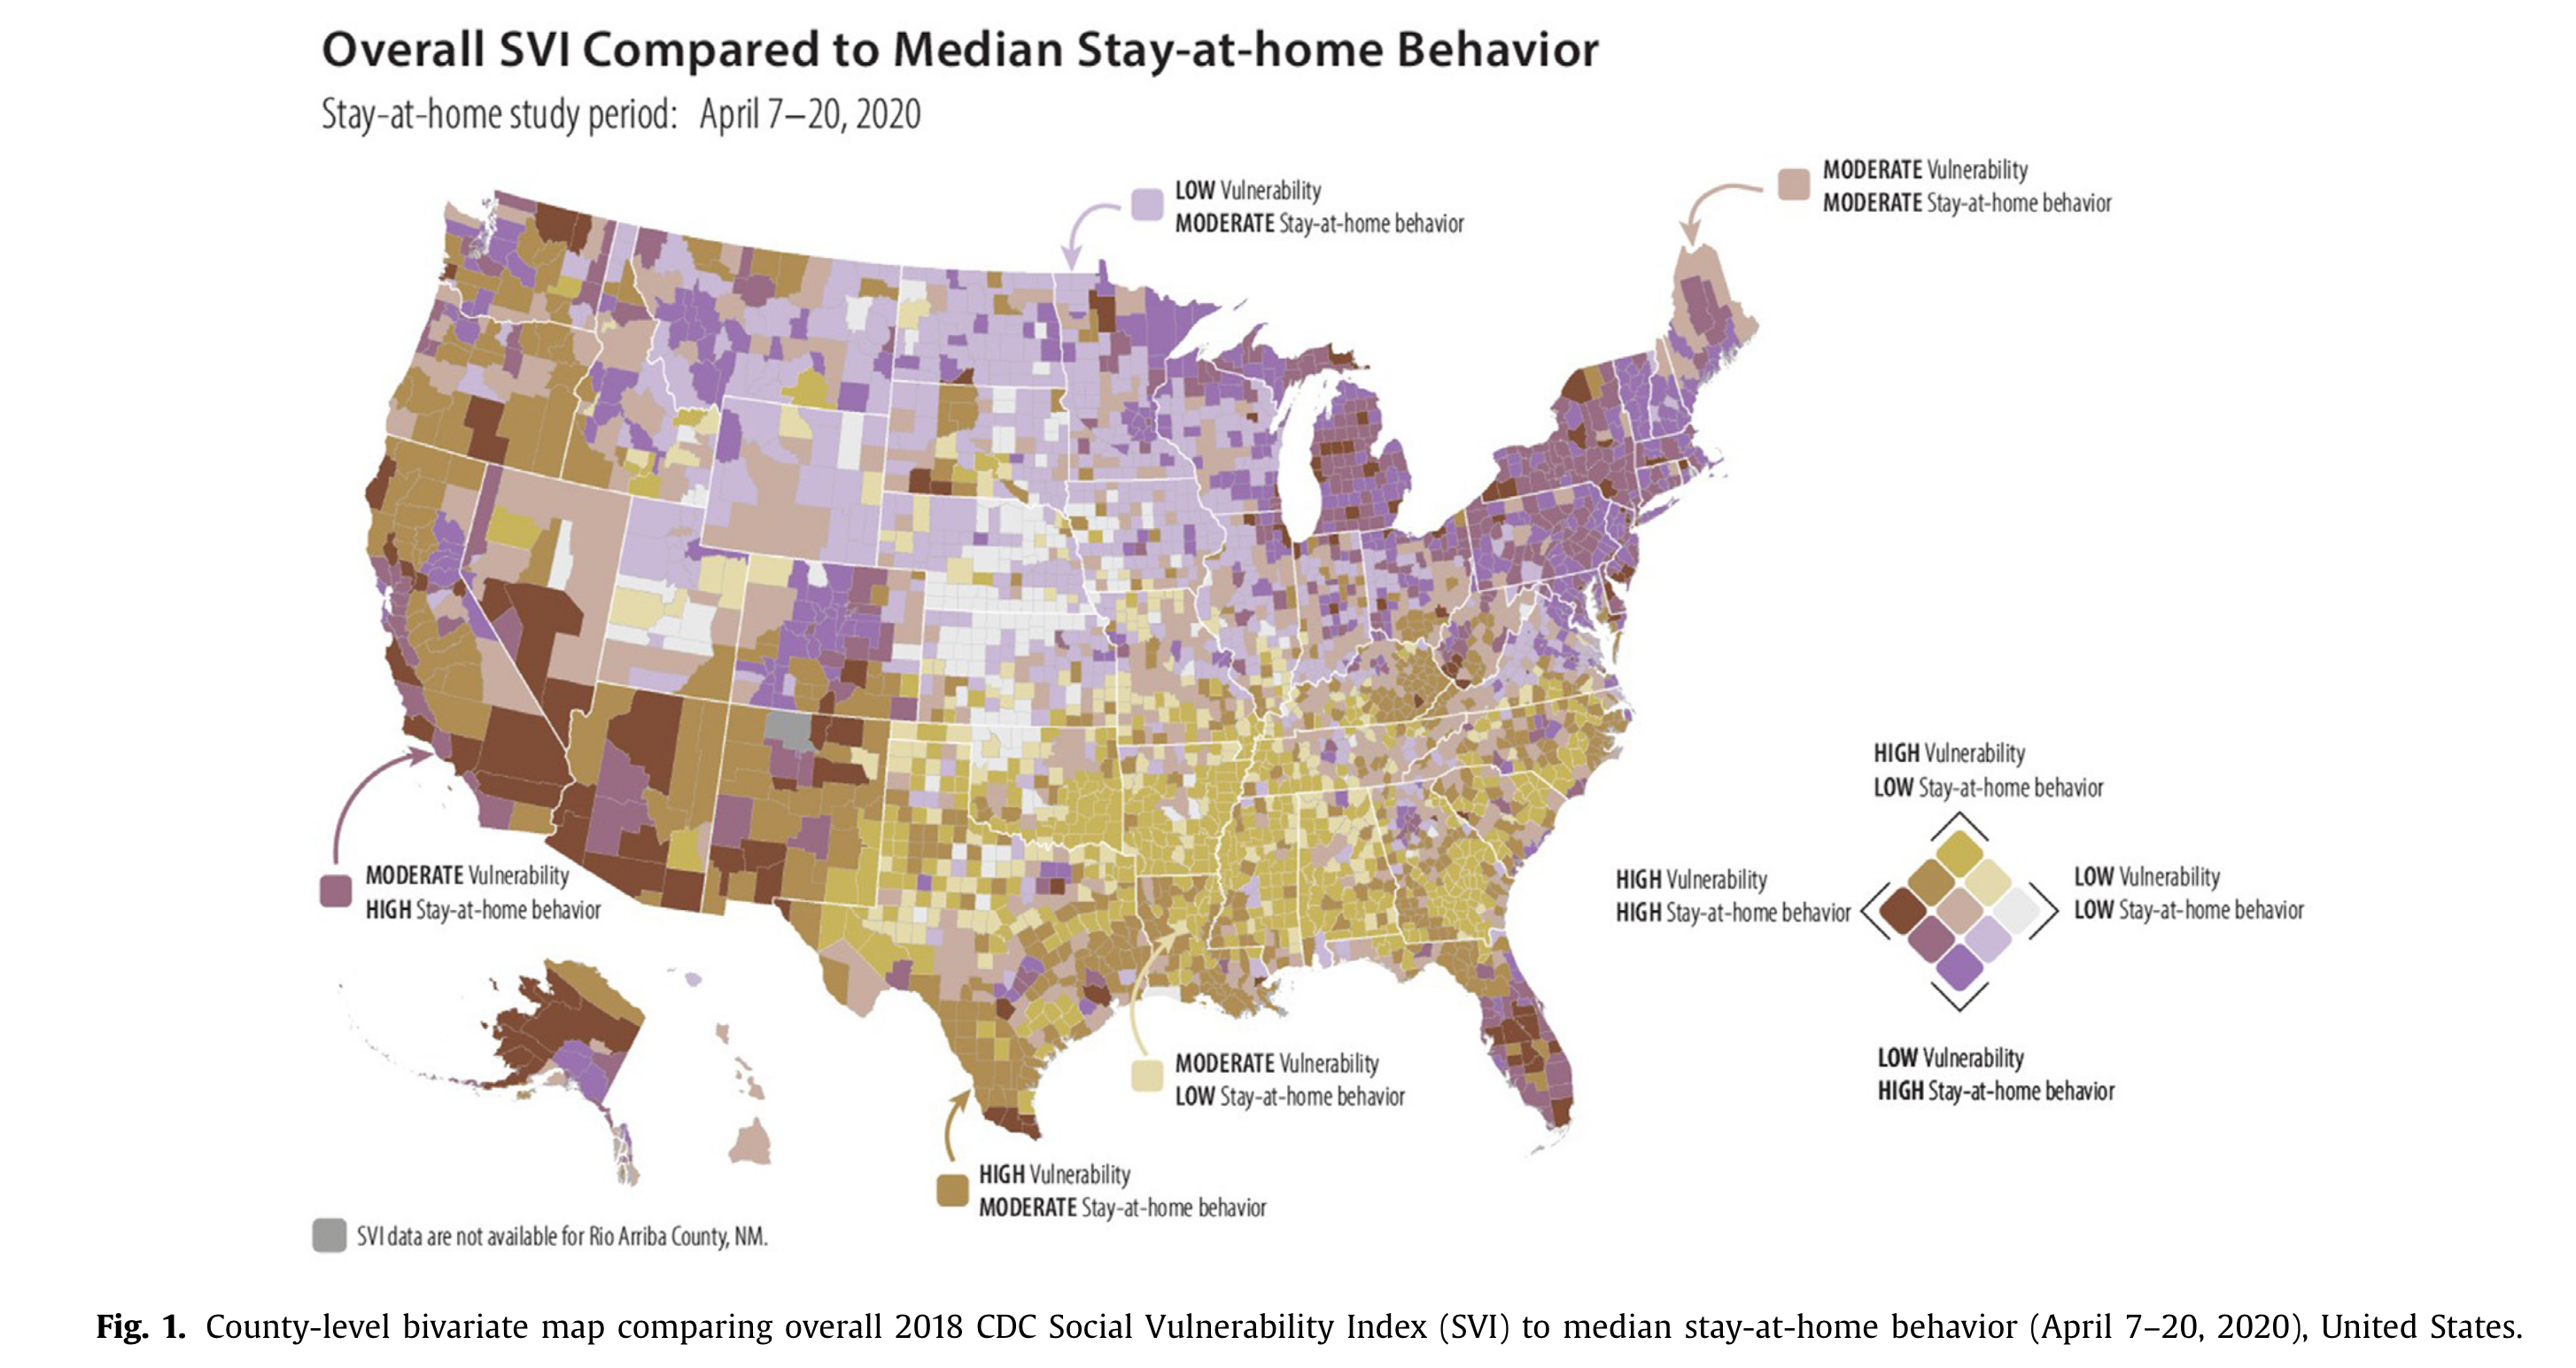 Overall SVI Compared to Median Stay-at-home Behavior
Stay-at-home study period: April 7–20, 2020
LOW Vulnerability
MODERATE Stay-at-home behavior
MODERATE Vulnerability
MODERATE Stay-at-home behavior
HIGH Vulnerability
LOW Stay-at-home behavior
HIGH Vulnerability
HIGH Stay-at-home behavior
LOW Vulnerability
LOW Stay-at-home behavior
LOW Vulnerability
HIGH Stay-at-home behavior
MODERATE Vulnerability
HIGH Stay-at-home behavior
MODERATE Vulnerability
LOW Stay-at-home behavior
HIGH Vulnerability
MODERATE Stay-at-home behavior
SVI data are not available for Rio Arriba County, NM.
Fig. 1. County-level bivariate map comparing overall 2018 CDC Social Vulnerability Index (SVI) to median stay-at-home behavior (April 7–20, 2020), United States.